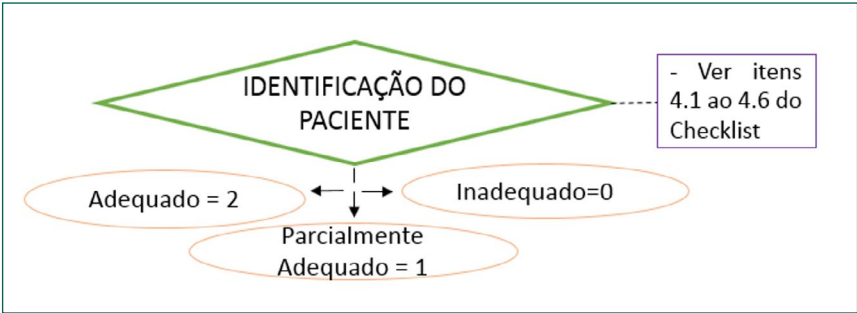 IDENTIFICAÇÃO DO
PACIENTE
- Ver itens
4.1 ao 4.6 do
Checklist
Adequado = 2
Inadequado=0
Parcialmente
Adequado = 1